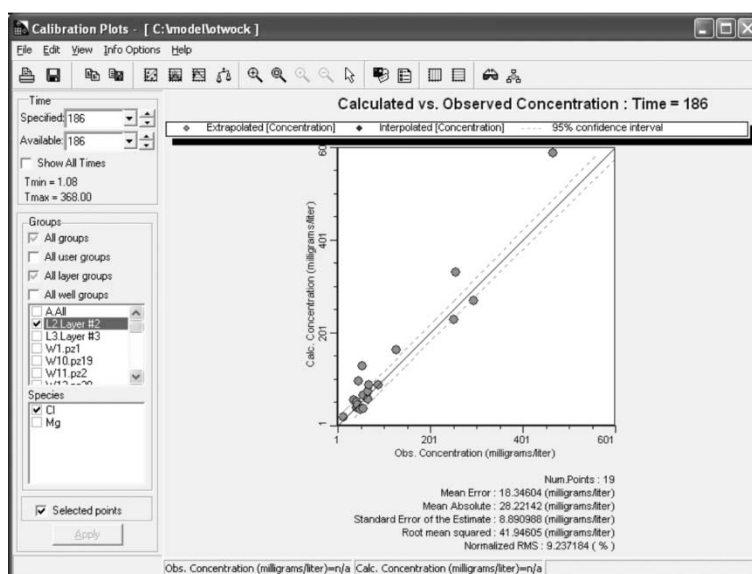 Calibration Plots - [ C:\model\otwock ]
File Edit View Info Options Help
Time
Specified: 186
Available: 186
Show All Times
Tmin = 1.08
Tmax = 368.00
Groups
All groups
All user groups
All layer groups
All well groups
A.All
L2.Layer #2
L3.Layer #3
W1.pz1
W10.pz19
W11.pz2
Species
Cl
Mg
Selected points
Apply
Calculated vs. Observed Concentration : Time = 186
Extrapolated [Concentration] Interpolated [Concentration] 95% confidence interval
Calc. Concentration (milligrams/liter)
60
401
201
1
1 201 401 601
Obs. Concentration (milligrams/liter)
Num.Points : 19
Mean Error : 18.34604 (milligrams/liter)
Mean Absolute : 28.22142 (milligrams/liter)
Standard Error of the Estimate : 8.890988 (milligrams/liter)
Root mean squared : 41.94605 (milligrams/liter)
Normalized RMS : 9.237184 ( % )
Obs. Concentration (milligrams/liter)=n/a Calc. Concentration (milligrams/liter)=n/a